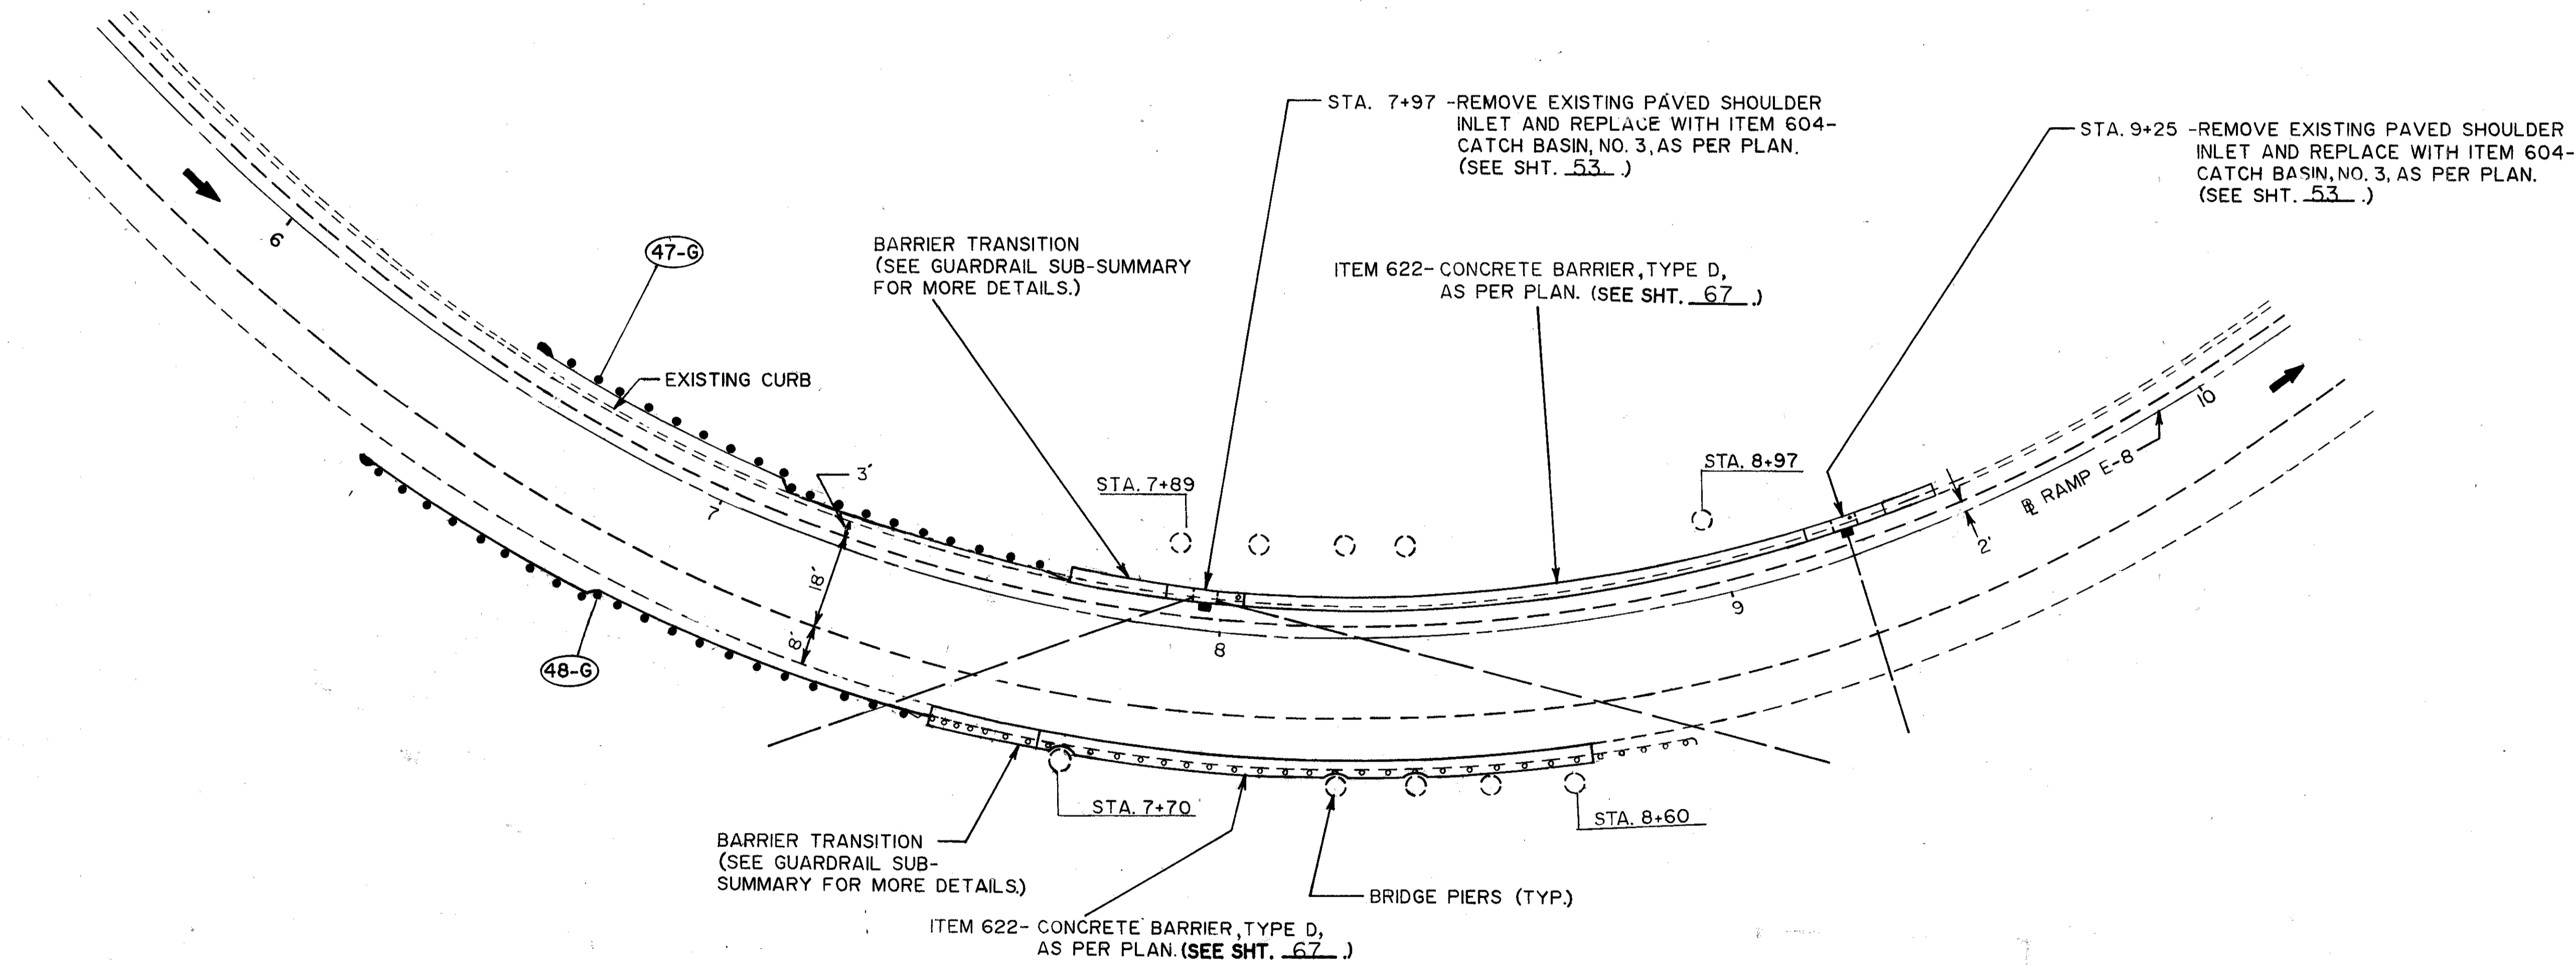 STA. 7+97 -REMOVE EXISTING PAVED SHOULDER
INLET AND REPLACE WITH ITEM 604-
CATCH BASIN, NO. 3, AS PER PLAN.
(SEE SHT. 53 .)
STA. 9+25 -REMOVE EXISTING PAVED SHOULDER
INLET AND REPLACE WITH ITEM 604-
CATCH BASIN, NO. 3, AS PER PLAN.
(SEE SHT. 53 .)
6
47-G
BARRIER TRANSITION
(SEE GUARDRAIL SUB-SUMMARY
FOR MORE DETAILS.)
ITEM 622- CONCRETE BARRIER, TYPE D,
AS PER PLAN. (SEE SHT. 67 .)
EXISTING CURB
10
3'
STA. 7+89
STA. 8+97
℄ RAMP E-8
7
2'
18'
9
8'
8
48-G
STA. 7+70
STA. 8+60
BARRIER TRANSITION
(SEE GUARDRAIL SUB-
SUMMARY FOR MORE DETAILS.)
BRIDGE PIERS (TYP.)
ITEM 622- CONCRETE BARRIER, TYPE D,
AS PER PLAN. (SEE SHT. 67 .)